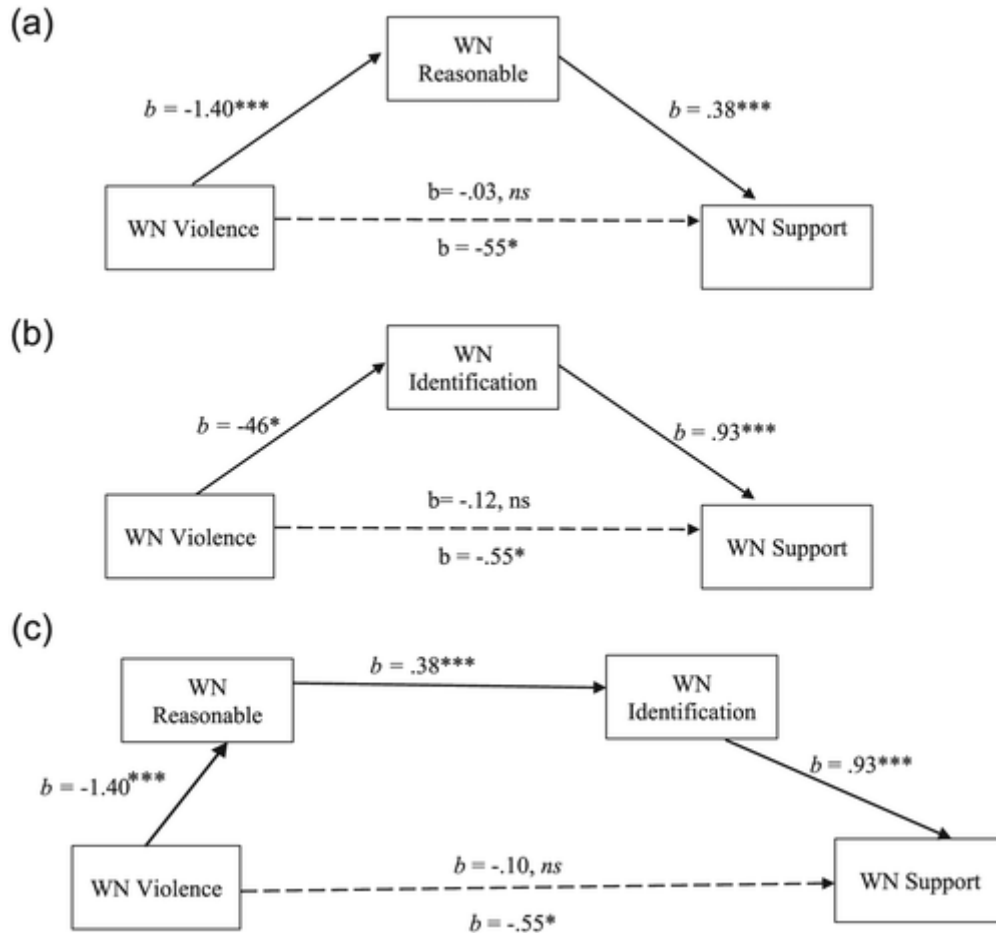 (a)
WN
Reasonable
b = -1.40***
b = .38***
WN Violence
b= -.03, ns
b = -55*
WN Support
(b)
WN
Identification
b = -46*
b = .93***
WN Violence
b= -.12, ns
b = -.55*
WN Support
(c)
WN
Reasonable
b = .38***
WN
Identification
b = -1.40***
b = .93***
WN Violence
b = -.10, ns
b = -.55*
WN Support